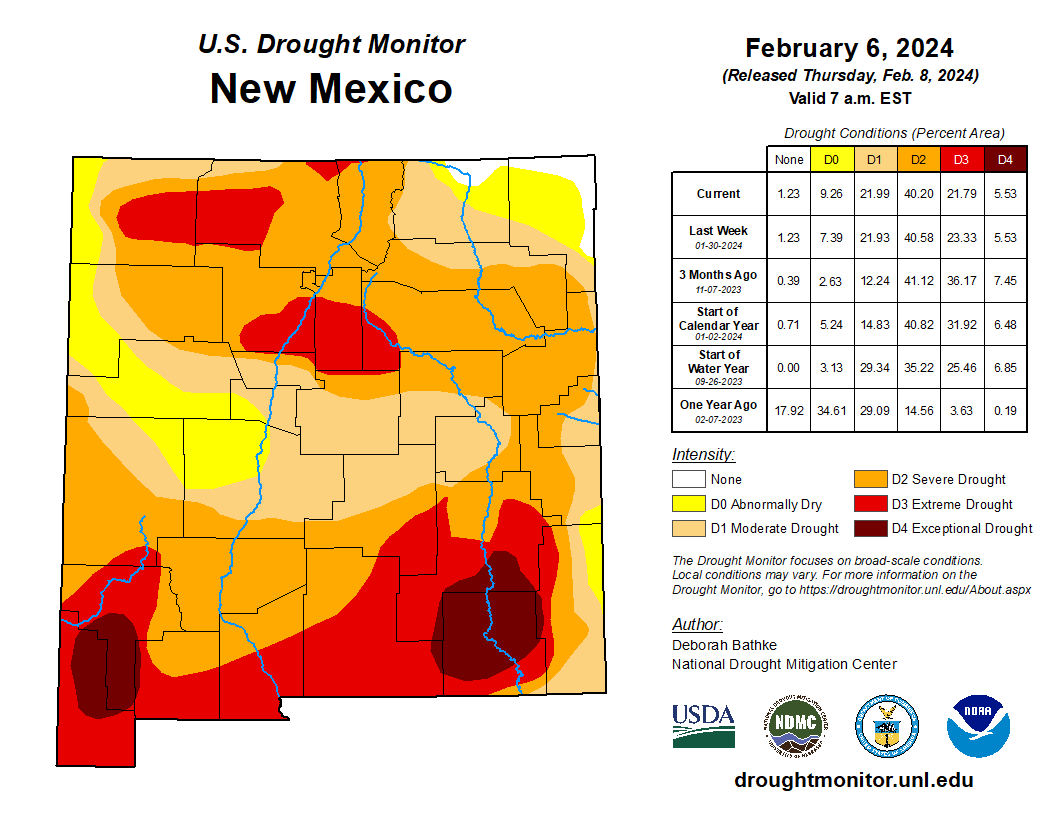 U.S. Drought Monitor
New Mexico
February 6, 2024
(Released Thursday, Feb. 8, 2024)
Valid 7 a.m. EST
Drought Conditions (Percent Area)
None D0 D1 D2 D3 D4
Current 1.23 9.26 21.99 40.20 21.79 5.53
Last Week
01-30-2024 1.23 7.39 21.93 40.58 23.33 5.53
3 Months Ago
11-07-2023 0.39 2.63 12.24 41.12 36.17 7.45
Start of
Calendar Year
01-02-2024 0.71 5.24 14.83 40.82 31.92 6.48
Start of
Water Year
09-26-2023 0.00 3.13 29.34 35.22 25.46 6.85
One Year Ago
02-07-2023 17.92 34.61 29.09 14.56 3.63 0.19
Intensity:
None
D0 Abnormally Dry
D1 Moderate Drought
D2 Severe Drought
D3 Extreme Drought
D4 Exceptional Drought
The Drought Monitor focuses on broad-scale conditions.
Local conditions may vary. For more information on the
Drought Monitor, go to https://droughtmonitor.unl.edu/About.aspx
Author:
Deborah Bathke
National Drought Mitigation Center
USDA
NDMC
NOAA
droughtmonitor.unl.edu